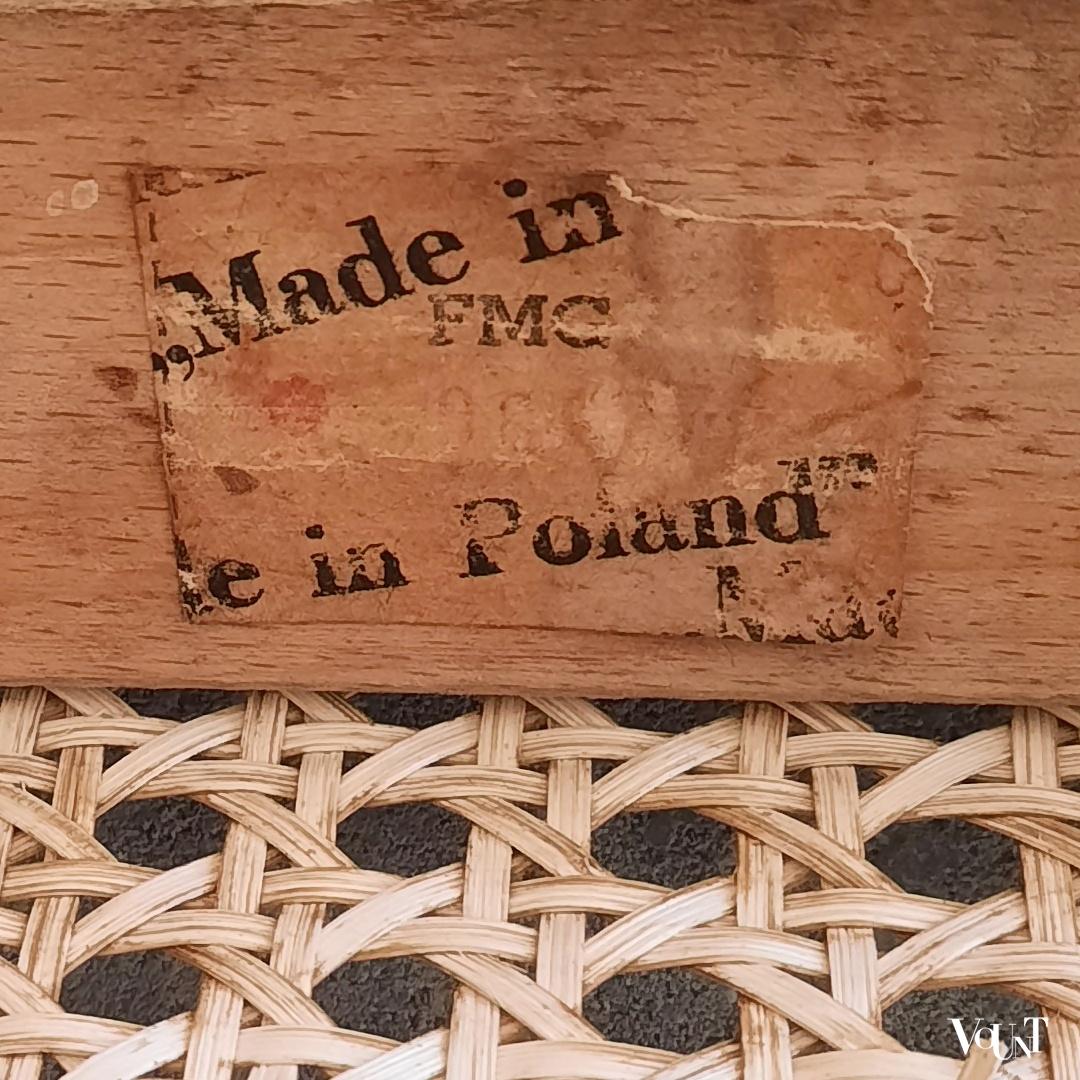 „Made in
FMC
e in Poland”
VOUNT